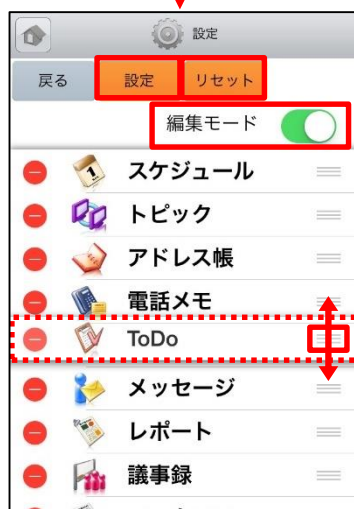 設定
戻る 設定 リセット
編集モード
スケジュール
トピック
アドレス帳
電話メモ
ToDo
メッセージ
レポート
議事録